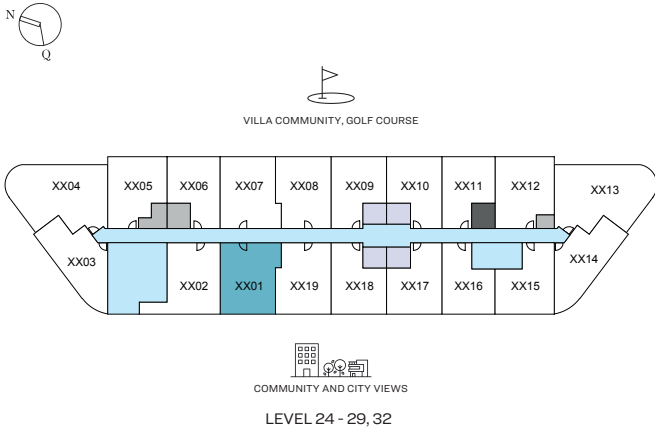 N
Q
VILLA COMMUNITY, GOLF COURSE
XX04 XX05 XX06 XX07 XX08 XX09 XX10 XX11 XX12 XX13
XX03 XX02 XX01 XX19 XX18 XX17 XX16 XX15 XX14
COMMUNITY AND CITY VIEWS
LEVEL 24 - 29, 32